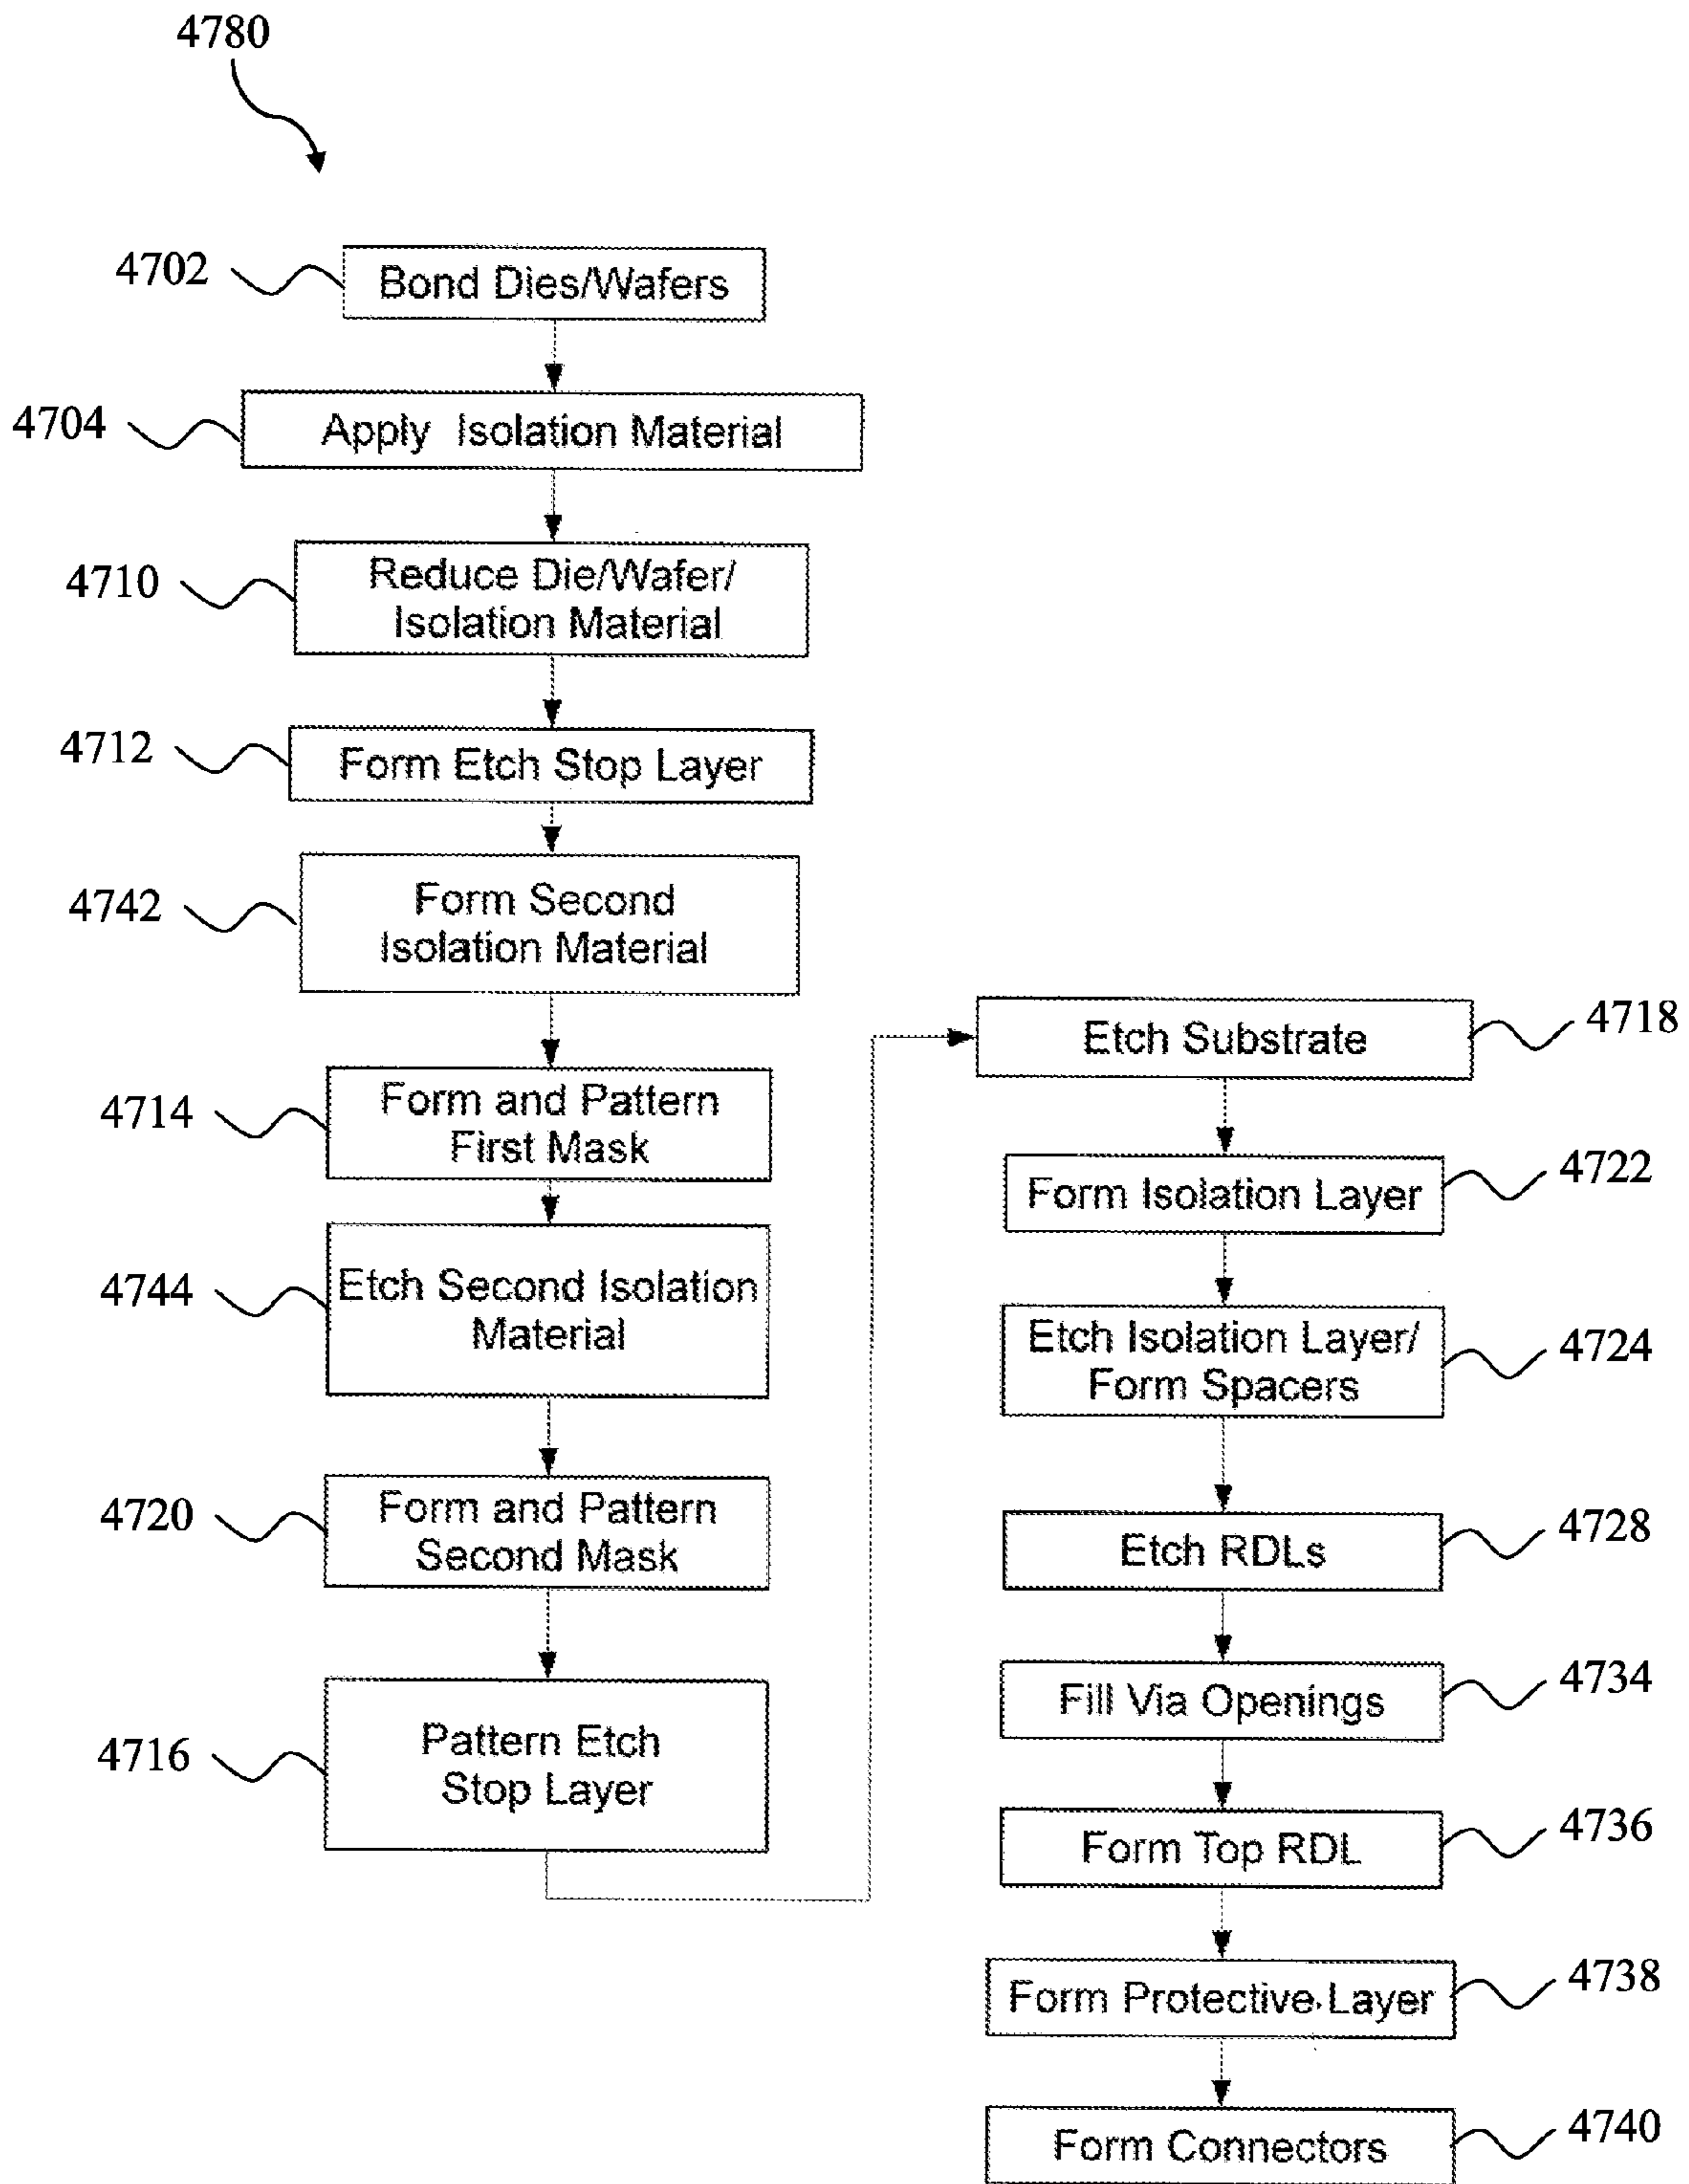 4780
4702
Bond Dies/Wafers
4704
Apply Isolation Material
4710
Reduce Die/Wafer/
Isolation Material
4712
Form Etch Stop Layer
4742
Form Second
Isolation Material
4714
Form and Pattern
First Mask
4744
Etch Second Isolation
Material
4720
Form and Pattern
Second Mask
4716
Pattern Etch
Stop Layer
Etch Substrate
4718
Form Isolation Layer
4722
Etch Isolation Layer/
Form Spacers
4724
Etch RDLs
4728
Fill Via Openings
4734
Form Top RDL
4736
Form Protective Layer
4738
Form Connectors
4740